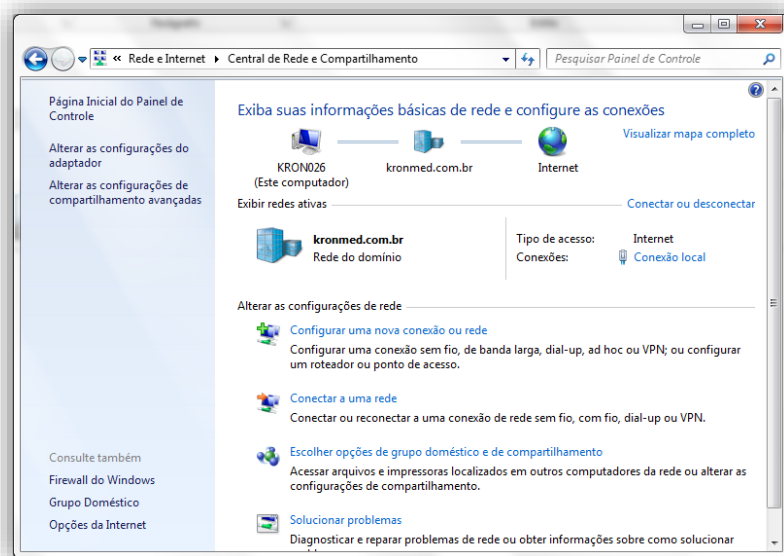 « Rede e Internet ▸ Central de Rede e Compartilhamento
Pesquisar Painel de Controle
Página Inicial do Painel de
Controle
Alterar as configurações do
adaptador
Alterar as configurações de
compartilhamento avançadas
Consulte também
Firewall do Windows
Grupo Doméstico
Opções da Internet
Exiba suas informações básicas de rede e configure as conexões
Visualizar mapa completo
KRON026
(Este computador)
kronmed.com.br
Internet
Exibir redes ativas
Conectar ou desconectar
kronmed.com.br
Rede do domínio
Tipo de acesso: Internet
Conexões: Conexão local
Alterar as configurações de rede
Configurar uma nova conexão ou rede
Configurar uma conexão sem fio, de banda larga, dial-up, ad hoc ou VPN; ou configurar
um roteador ou ponto de acesso.
Conectar a uma rede
Conectar ou reconectar a uma conexão de rede sem fio, com fio, dial-up ou VPN.
Escolher opções de grupo doméstico e de compartilhamento
Acessar arquivos e impressoras localizados em outros computadores da rede ou alterar as
configurações de compartilhamento.
Solucionar problemas
Diagnosticar e reparar problemas de rede ou obter informações sobre como solucionar